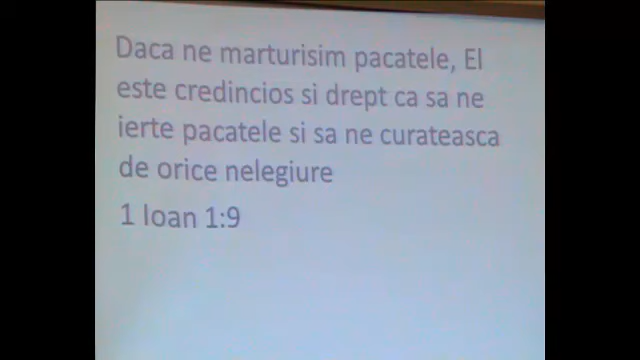 Daca ne marturisim pacatele, El
este credincios si drept ca sa ne
ierte pacatele si sa ne curateasca
de orice nelegiure
1 Ioan 1:9